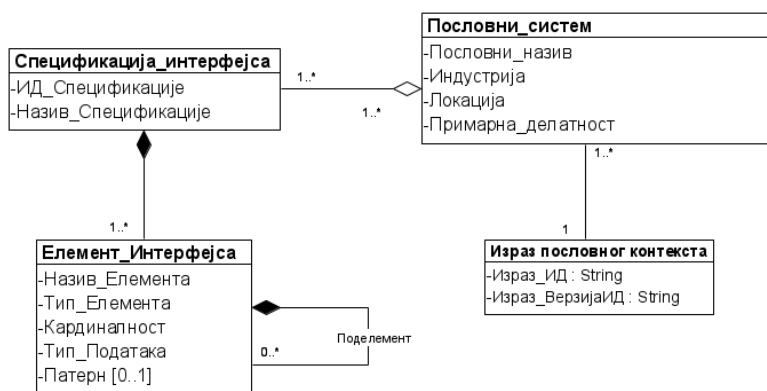 Пословни_систем
-Пословни_назив
-Индустрија
-Локација
-Примарна_делатност
Спецификација_интерфејса
-ИД_Спецификације
-Назив_Спецификације
1..*
1..*
1..*
1
1..*
Елемент_Интерфејса
-Назив_Елемента
-Тип_Елемента
-Кардиналност
-Тип_Податка
-Патерн [0..1]
0..*
Поделемент
Израз пословног контекста
-Израз_ИД : String
-Израз_ВерзијаИД : String